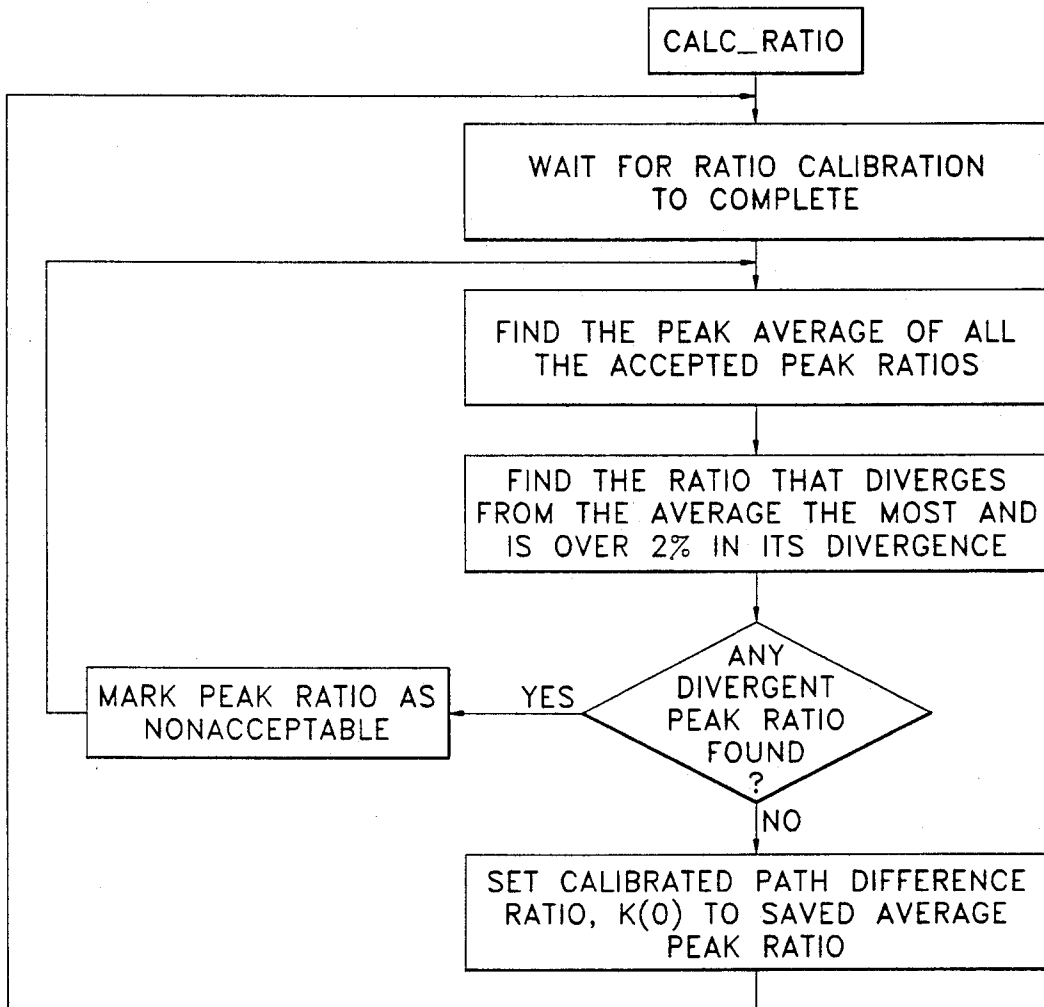 CALC_RATIO
WAIT FOR RATIO CALIBRATION
TO COMPLETE
FIND THE PEAK AVERAGE OF ALL
THE ACCEPTED PEAK RATIOS
FIND THE RATIO THAT DIVERGES
FROM THE AVERAGE THE MOST AND
IS OVER 2% IN ITS DIVERGENCE
ANY
DIVERGENT
PEAK RATIO
FOUND
?
YES
MARK PEAK RATIO AS
NONACCEPTABLE
NO
SET CALIBRATED PATH DIFFERENCE
RATIO, K(0) TO SAVED AVERAGE
PEAK RATIO